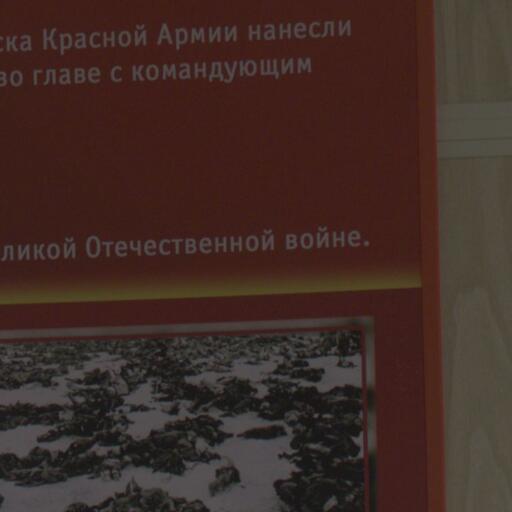 ска Красной Армии нанесли
во главе с командующим
ликой Отечественной войне.